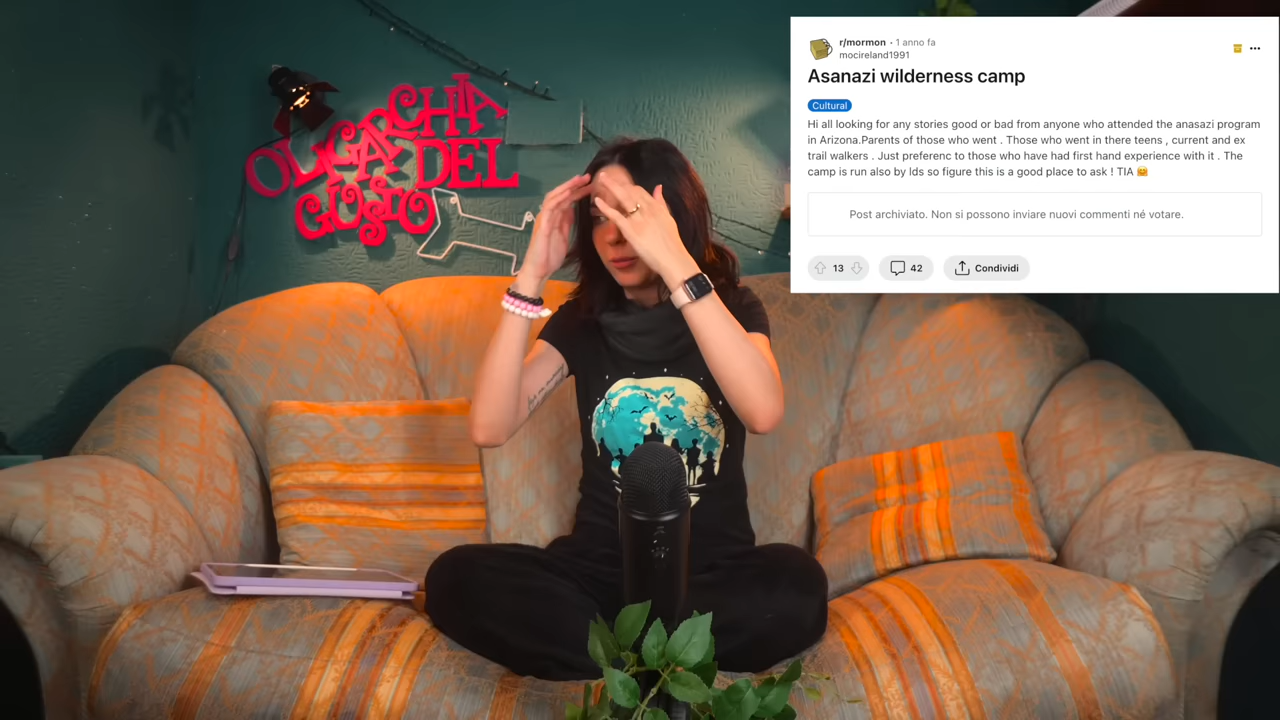 OLIGARCHIA
DEL
GUSTO
r/mormon • 1 anno fa
mocireland1991
Asanazi wilderness camp
Cultural
Hi all looking for any stories good or bad from anyone who attended the anasazi program
in Arizona.Parents of those who went . Those who went in there teens , current and ex
trail walkers . Just preferenc to those who have had first hand experience with it . The
camp is run also by lds so figure this is a good place to ask ! TIA 🤗
Post archiviato. Non si possono inviare nuovi commenti né votare.
13
42
Condividi